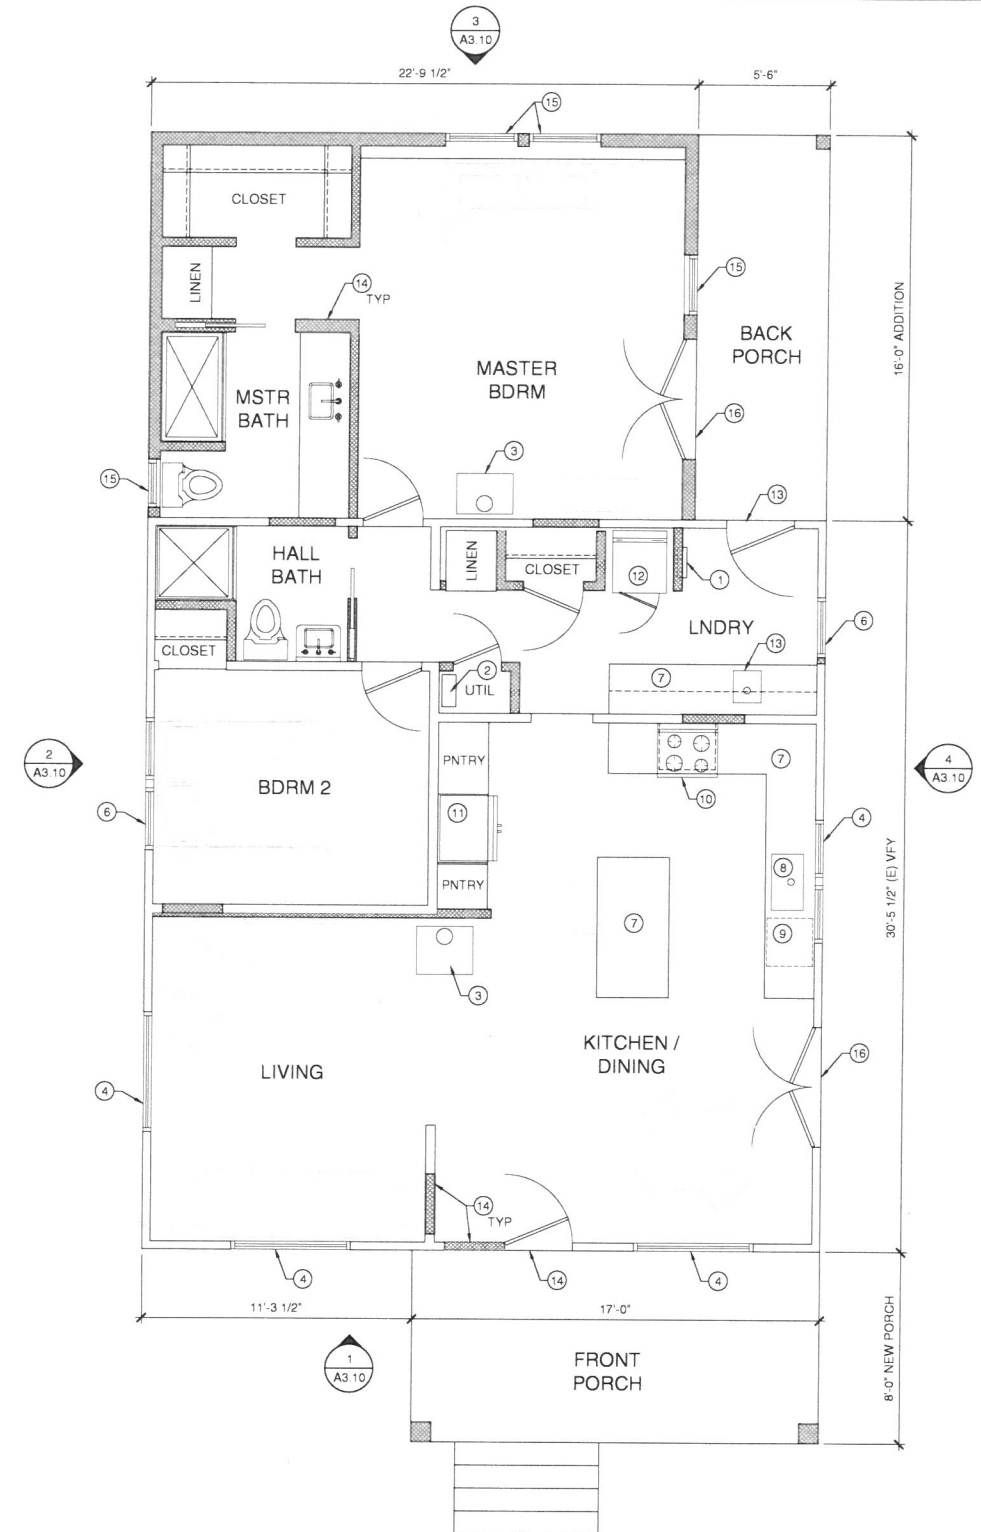 3
A3.10
22'-9 1/2"
5'-6"
15
CLOSET
LINEN
14
TYP
15
16'-0" ADDITION
BACK
PORCH
MASTER
BDRM
MSTR
BATH
16
3
15
13
HALL
BATH
LINEN
CLOSET
12
1
LNDRY
6
13
CLOSET
2
UTIL
7
2
A3.10
PNTRY
7
4
A3.10
BDRM 2
10
6
11
4
8
PNTRY
30'-5 1/2" (E) VFY
7
9
3
KITCHEN /
DINING
16
LIVING
4
14
TYP
4
14
4
11'-3 1/2"
17'-0"
8'-0" NEW PORCH
1
A3.10
FRONT
PORCH